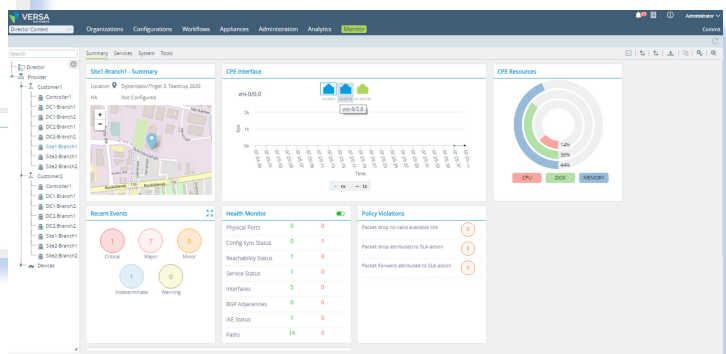 VERSA
Director Context
Organizations Configurations Workflows Appliances Administration Analytics Monitor
Administrator
Commit
Search
Summary Services System Tools
Director
Provider
Customer1
Controller1
DC1-Branch1
DC1-Branch2
DC2-Branch1
DC2-Branch2
Site1-Branch1
Site2-Branch1
Site2-Branch2
Customer2
Controller1
DC1-Branch1
DC1-Branch2
DC2-Branch1
DC2-Branch2
Site1-Branch1
Site2-Branch1
Site2-Branch2
Devices
Site1-Branch1 - Summary
Location
HA Not Configured
+
−
CPE Interface
vni-0/0.0
vni-0/1.0
2k
1k
0k
bps
Time
rx tx
CPE Resources
14%
36%
44%
CPU DISK MEMORY
Recent Events
1 7 0
Critical Major Minor
1 0
Indeterminate Warning
Health Monitor
Physical Ports 0 0
Config Sync Status 0 1
Reachability Status 1 0
Service Status 1 0
Interfaces 5 0
BGP Adjacencies 0 0
IKE Status 1 0
Paths 14 0
Policy Violations
Packet drop no valid available link 0
Packet drop attributed to SLA action 0
Packet Forward attributed to SLA action 0